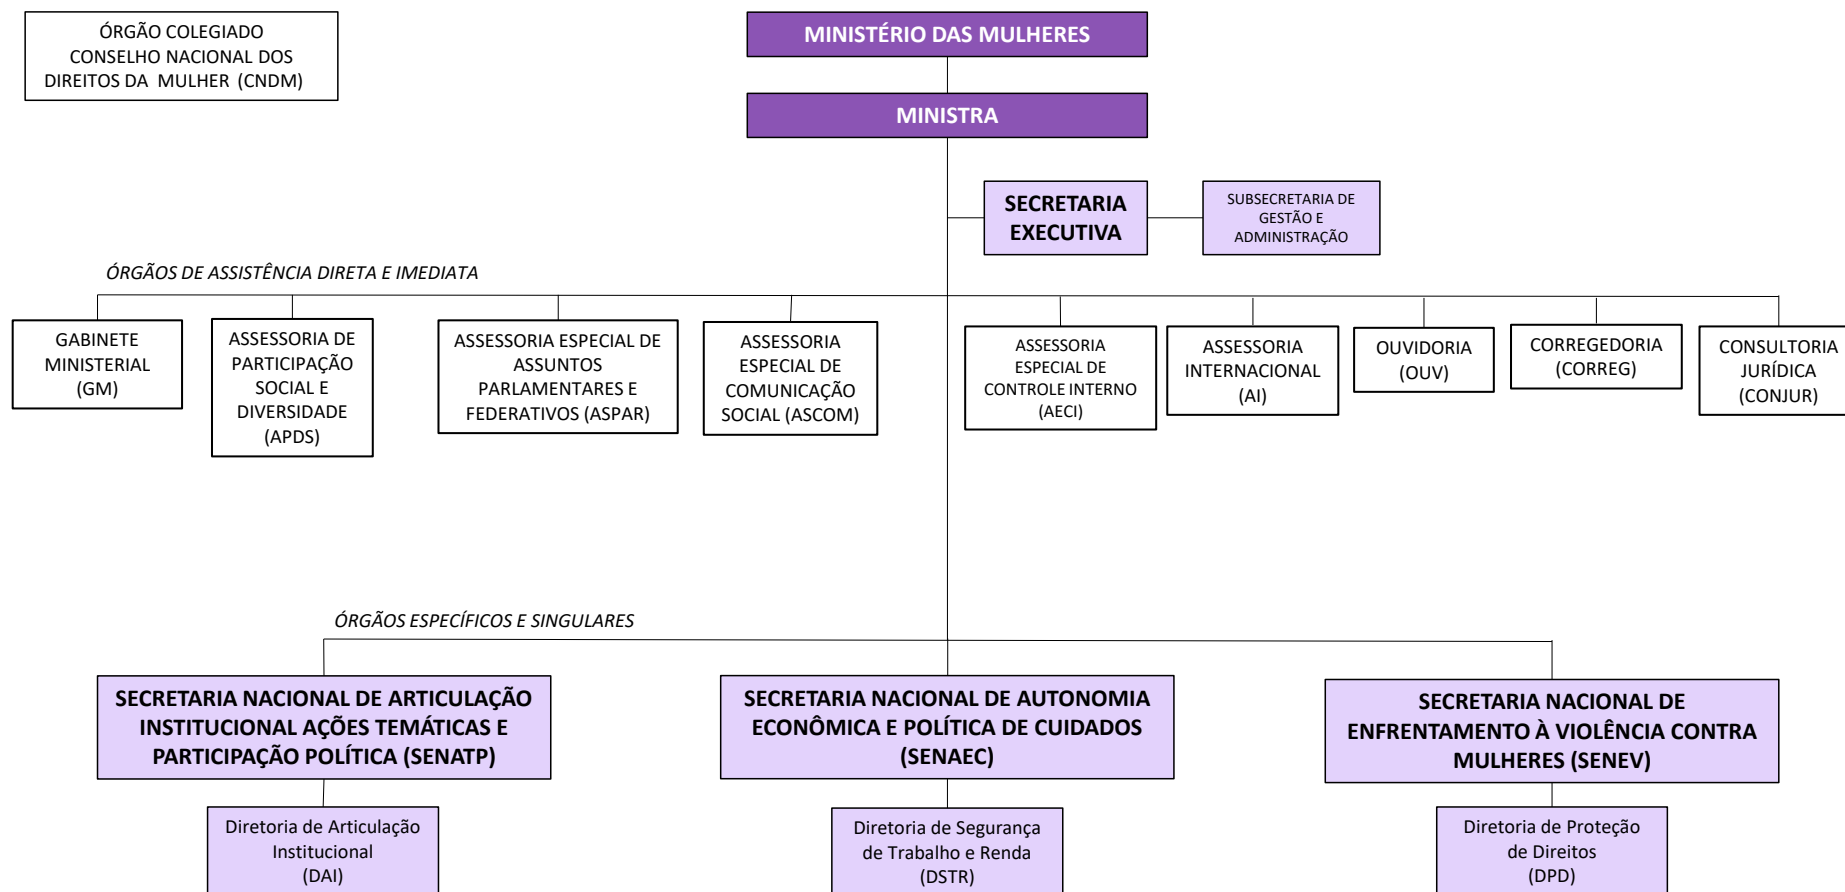 ÓRGÃO COLEGIADO
CONSELHO NACIONAL DOS
DIREITOS DA MULHER (CNDM)
MINISTÉRIO DAS MULHERES
MINISTRA
SECRETARIA
EXECUTIVA
SUBSECRETARIA DE
GESTÃO E
ADMINISTRAÇÃO
ÓRGÃOS DE ASSISTÊNCIA DIRETA E IMEDIATA
GABINETE
MINISTERIAL
(GM)
ASSESSORIA DE
PARTICIPAÇÃO
SOCIAL E
DIVERSIDADE
(APDS)
ASSESSORIA ESPECIAL DE
ASSUNTOS
PARLAMENTARES E
FEDERATIVOS (ASPAR)
ASSESSORIA
ESPECIAL DE
COMUNICAÇÃO
SOCIAL (ASCOM)
ASSESSORIA
ESPECIAL DE
CONTROLE INTERNO
(AECI)
ASSESSORIA
INTERNACIONAL
(AI)
OUVIDORIA
(OUV)
CORREGEDORIA
(CORREG)
CONSULTORIA
JURÍDICA
(CONJUR)
ÓRGÃOS ESPECÍFICOS E SINGULARES
SECRETARIA NACIONAL DE ARTICULAÇÃO
INSTITUCIONAL AÇÕES TEMÁTICAS E
PARTICIPAÇÃO POLÍTICA (SENATP)
SECRETARIA NACIONAL DE AUTONOMIA
ECONÔMICA E POLÍTICA DE CUIDADOS
(SENAEC)
SECRETARIA NACIONAL DE
ENFRENTAMENTO À VIOLÊNCIA CONTRA
MULHERES (SENEV)
Diretoria de Articulação
Institucional
(DAI)
Diretoria de Segurança
de Trabalho e Renda
(DSTR)
Diretoria de Proteção
de Direitos
(DPD)